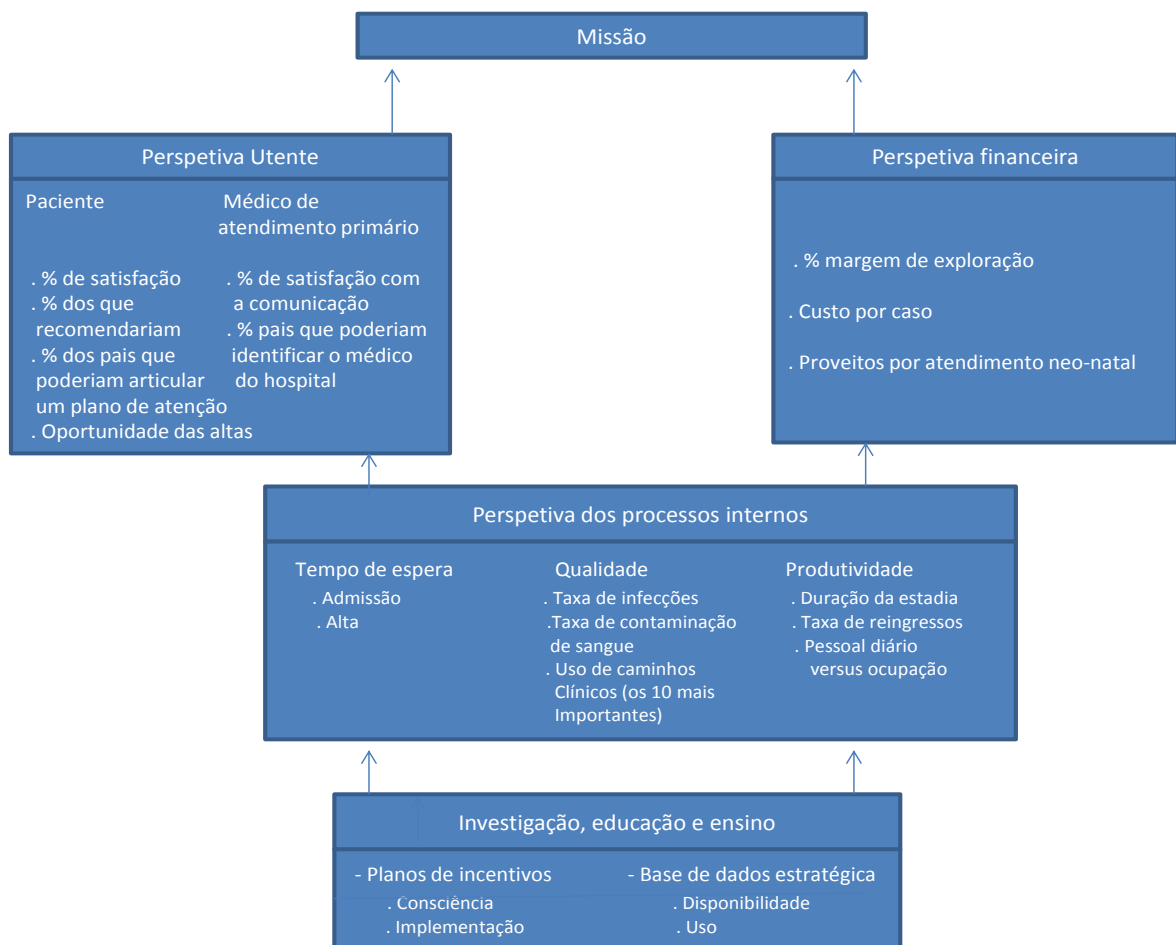 Missão
Perspetiva Utente
Paciente
Médico de
atendimento primário
. % de satisfação
. % dos que
recomendariam
. % dos pais que
poderiam articular
um plano de atenção
. Oportunidade das altas
. % de satisfação com
a comunicação
. % pais que poderiam
identificar o médico
do hospital
Perspetiva financeira
. % margem de exploração
. Custo por caso
. Proveitos por atendimento neo-natal
Perspetiva dos processos internos
Tempo de espera
. Admissão
. Alta
Qualidade
. Taxa de infecções
.Taxa de contaminação
de sangue
. Uso de caminhos
Clínicos (os 10 mais
Importantes)
Produtividade
. Duração da estadia
. Taxa de reingressos
. Pessoal diário
versus ocupação
Investigação, educação e ensino
- Planos de incentivos
. Consciência
. Implementação
- Base de dados estratégica
. Disponibilidade
. Uso